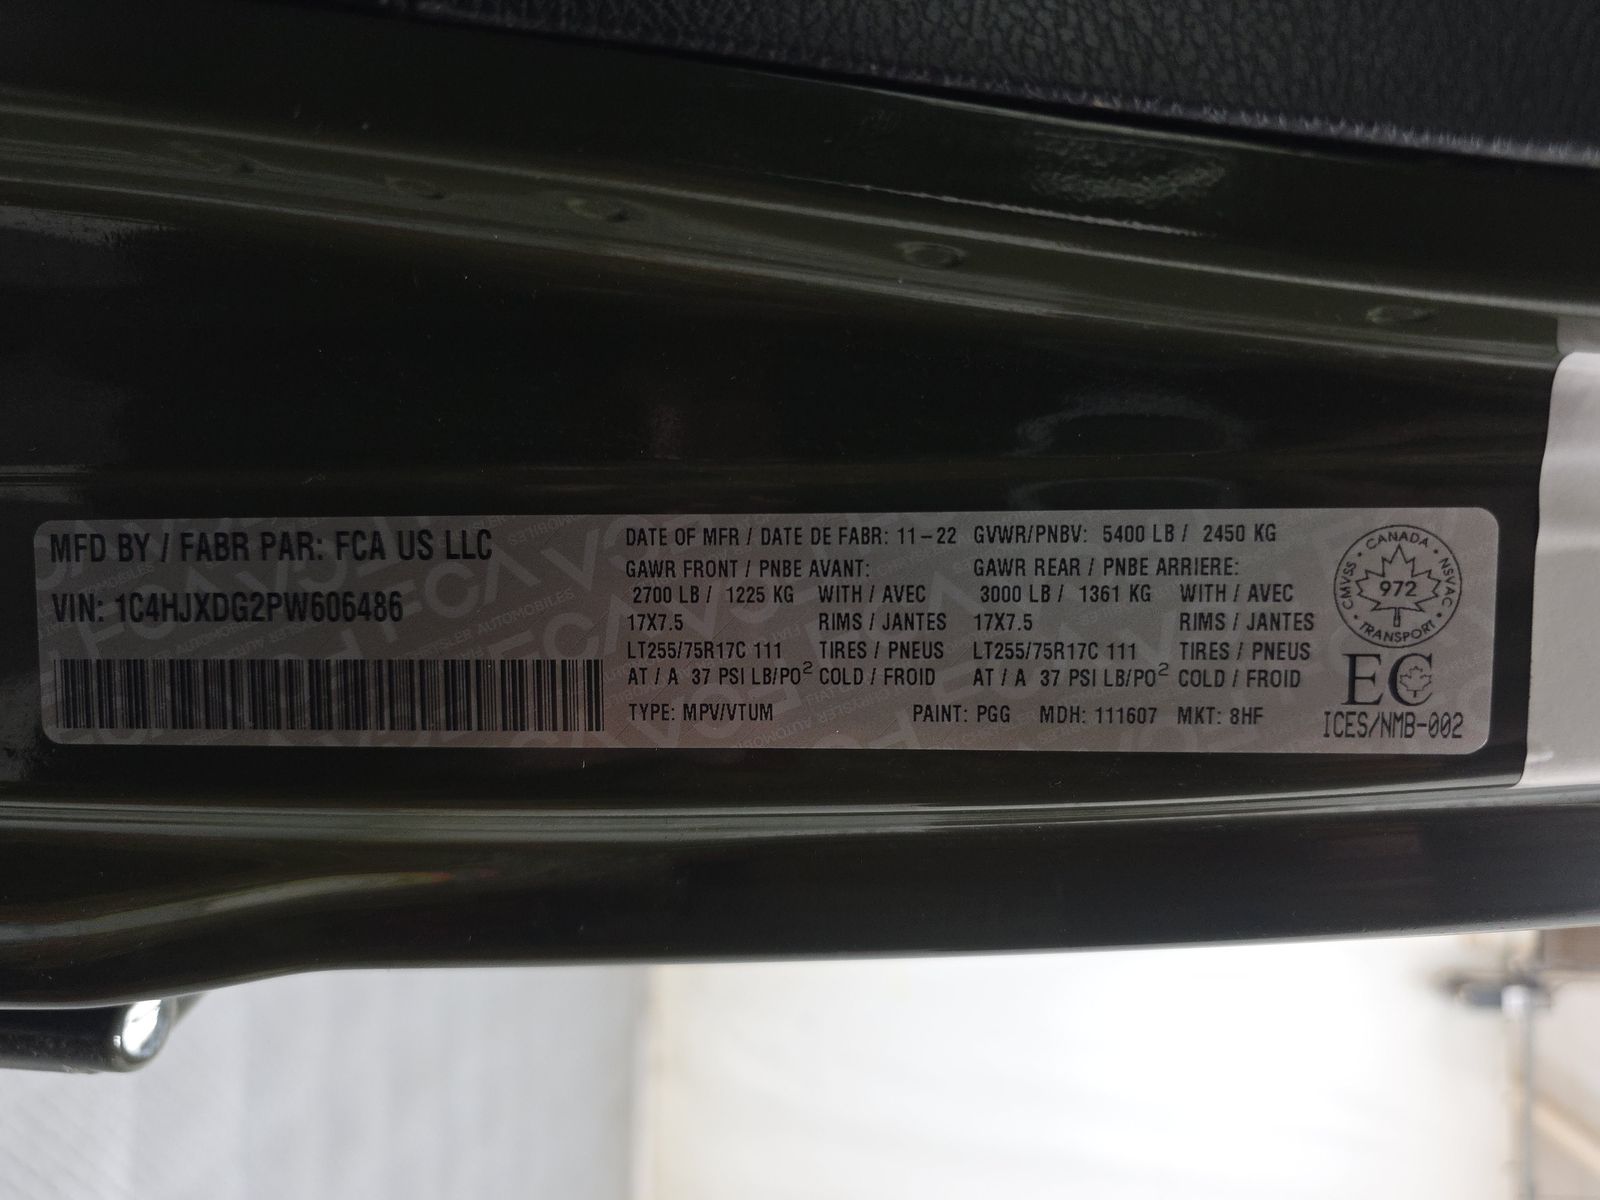 MFD BY / FABR PAR: FCA US LLC
VIN: 1C4HJXDG2PW606486
DATE OF MFR / DATE DE FABR: 11-22 GVWR/PNBV: 5400 LB / 2450 KG
GAWR FRONT / PNBE AVANT: GAWR REAR / PNBE ARRIERE:
2700 LB / 1225 KG WITH / AVEC 3000 LB / 1361 KG WITH / AVEC
17X7.5 RIMS / JANTES 17X7.5 RIMS / JANTES
LT255/75R17C 111 TIRES / PNEUS LT255/75R17C 111 TIRES / PNEUS
AT / A 37 PSI LB/PO² COLD / FROID AT / A 37 PSI LB/PO² COLD / FROID
TYPE: MPV/VTUM PAINT: PGG MDH: 111607 MKT: 8HF
CANADA
CMVSS 972 NSVAC
TRANSPORT
EC
ICES/NMB-002